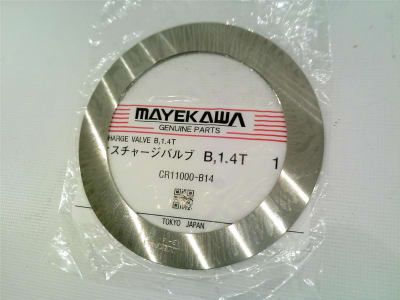 MAYEKAWA
GENUINE PARTS
CHARGE VALVE B,1.4T
スチャージバルブ B,1.4T 1
CR11000-B14
TOKYO JAPAN